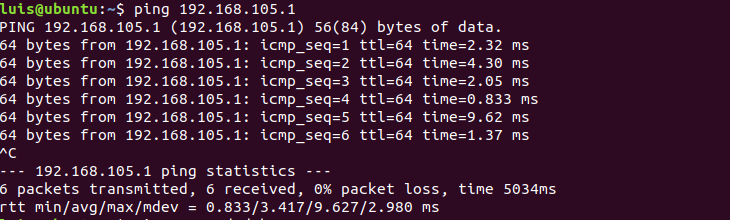 luis@ubuntu:~$ ping 192.168.105.1
PING 192.168.105.1 (192.168.105.1) 56(84) bytes of data.
64 bytes from 192.168.105.1: icmp_seq=1 ttl=64 time=2.32 ms
64 bytes from 192.168.105.1: icmp_seq=2 ttl=64 time=4.30 ms
64 bytes from 192.168.105.1: icmp_seq=3 ttl=64 time=2.05 ms
64 bytes from 192.168.105.1: icmp_seq=4 ttl=64 time=0.833 ms
64 bytes from 192.168.105.1: icmp_seq=5 ttl=64 time=9.62 ms
64 bytes from 192.168.105.1: icmp_seq=6 ttl=64 time=1.37 ms
^C
--- 192.168.105.1 ping statistics ---
6 packets transmitted, 6 received, 0% packet loss, time 5034ms
rtt min/avg/max/mdev = 0.833/3.417/9.627/2.980 ms